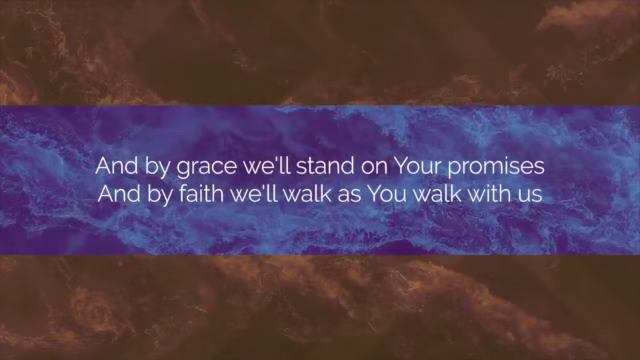 And by grace we'll stand on Your promises
And by faith we'll walk as You walk with us